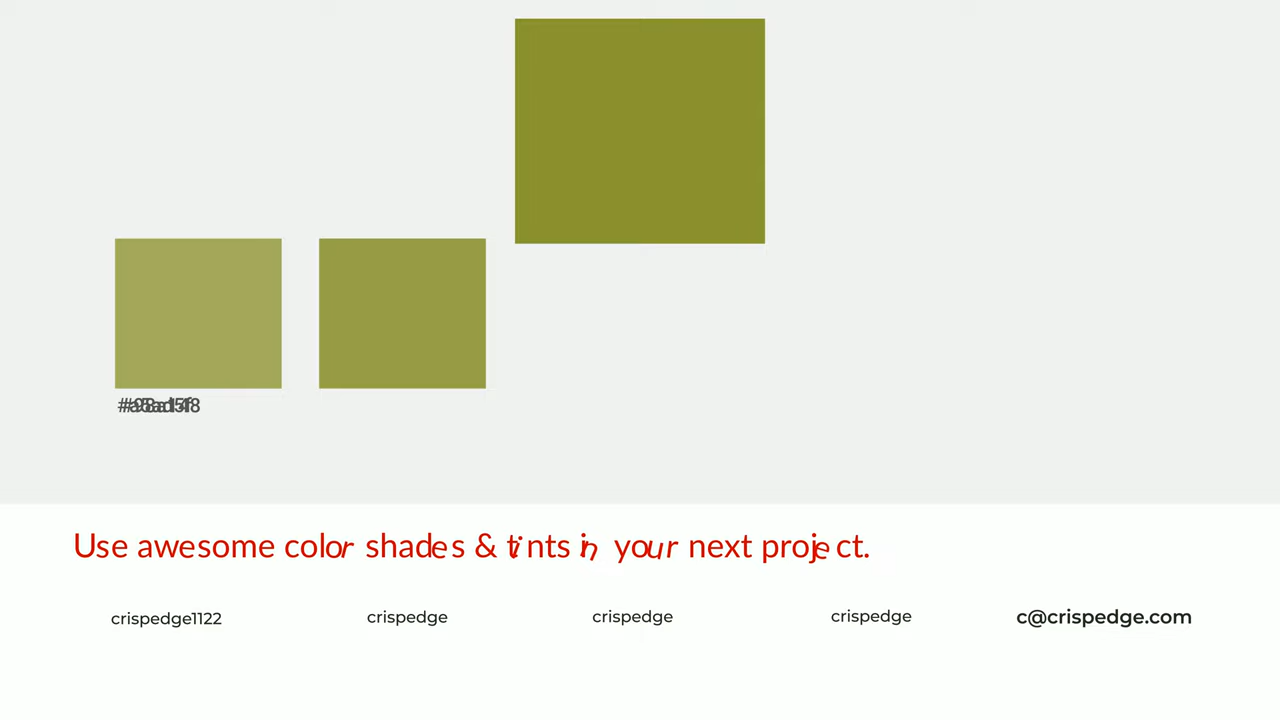 Use awesome color shades & tints in your next project.
crispedge1122 crispedge crispedge crispedge c@crispedge.com